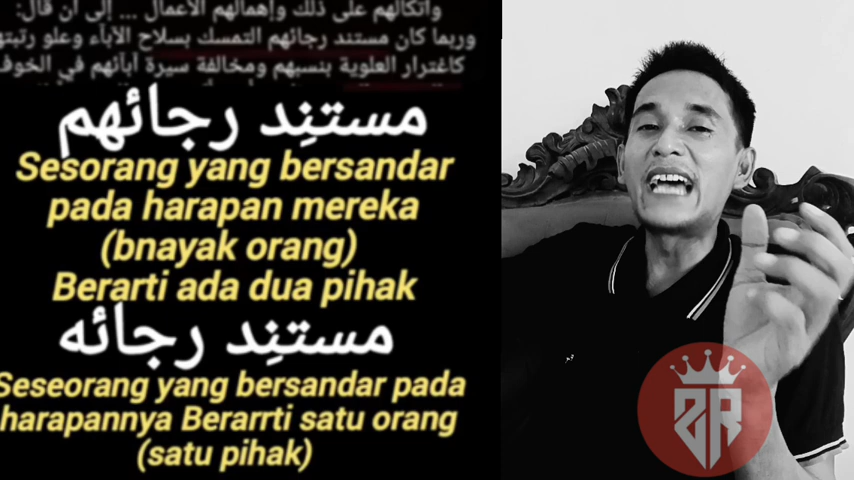 واتكالهم على ذلك وإهمالهم الأعمال ... إلى أن قال:
وربما كان مستند رجائهم التمسك بسلاح الآباء وعلو رتبته
كاغترار العلوية بنسبهم ومخالفة سيرة آبائهم في الخوف
مستنِد رجائهم
Sesorang yang bersandar
pada harapan mereka
(bnayak orang)
Berarti ada dua pihak
مستنِد رجائه
Seseorang yang bersandar pada
harapannya Berarrti satu orang
(satu pihak)
ZR